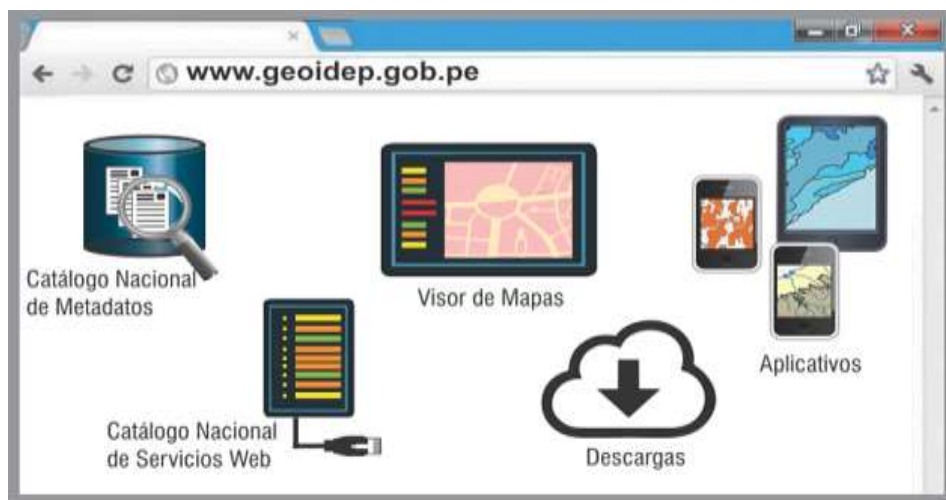 www.geoidep.gob.pe
Catálogo Nacional
de Metadatos
Visor de Mapas
Aplicativos
Catálogo Nacional
de Servicios Web
Descargas